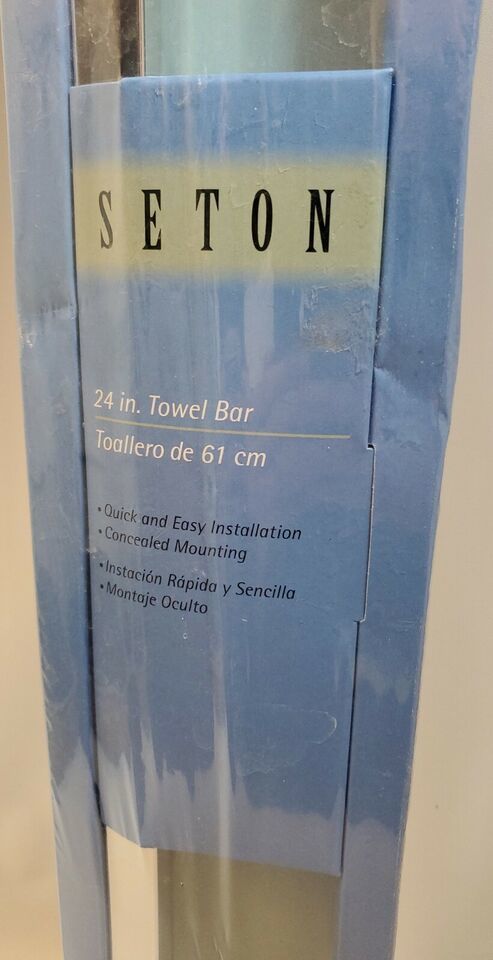 SETON
24 in. Towel Bar
Toallero de 61 cm
•Quick and Easy Installation
•Concealed Mounting
•Instación Rápida y Sencilla
•Montaje Oculto